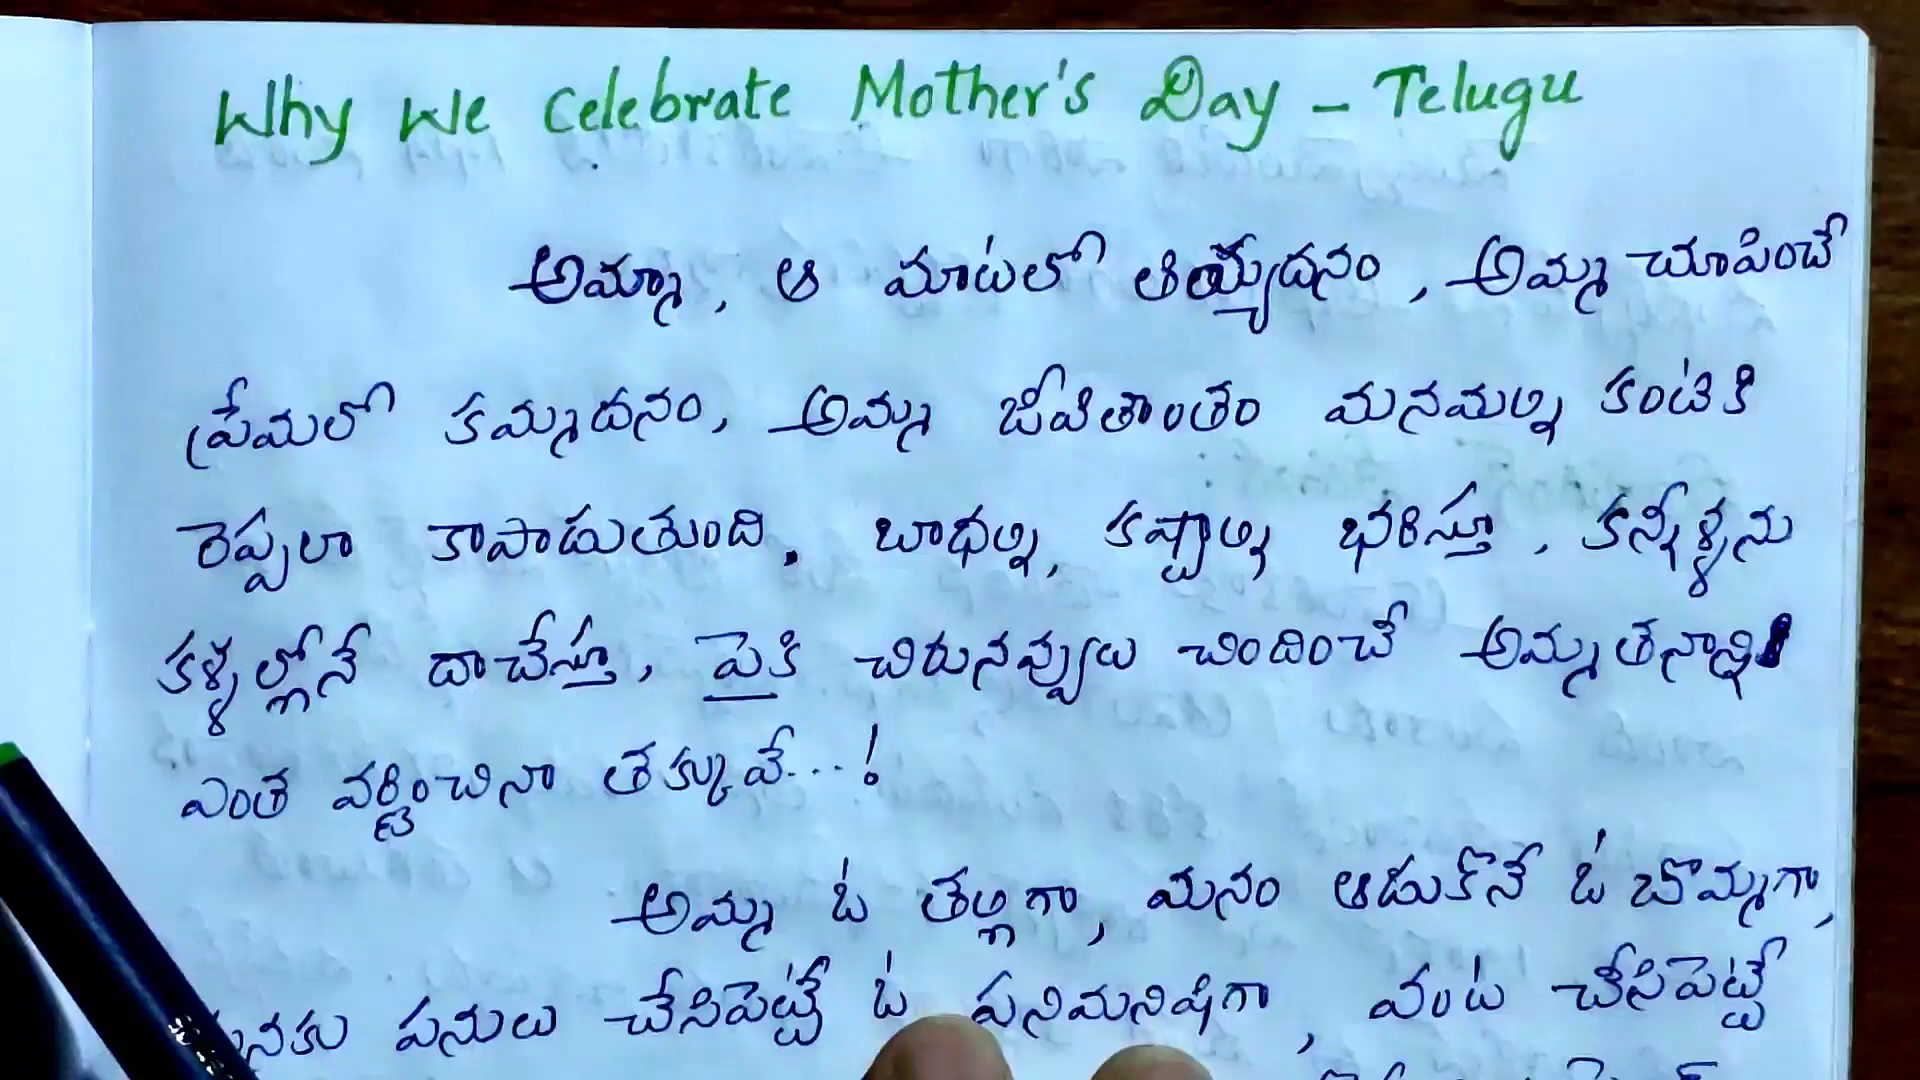 Why We Celebrate Mother's Day - Telugu
అమ్మా, ఆ మాటలో తియ్యదనం, అమ్మ చూపించే
ప్రేమలో కమ్మదనం, అమ్మ జీవితాంతం మనమల్ని కంటికి
రెప్పలా కాపాడుతుంది. బాధల్ని, కష్టాల్ని భరిస్తూ, కన్నీళ్ళను
కళ్ళల్లోనే దాచేస్తూ, పైకి చిరునవ్వులు చిందించే అమ్మతనాన్ని
ఎంత వర్ణించినా తక్కువే...!
అమ్మ ఓ తల్లిగా, మనం ఆడుకొనే ఓ బొమ్మగా,
పనులు చేసిపెట్టే ఓ పనిమనిషిగా, వంట చేసిపెట్టే